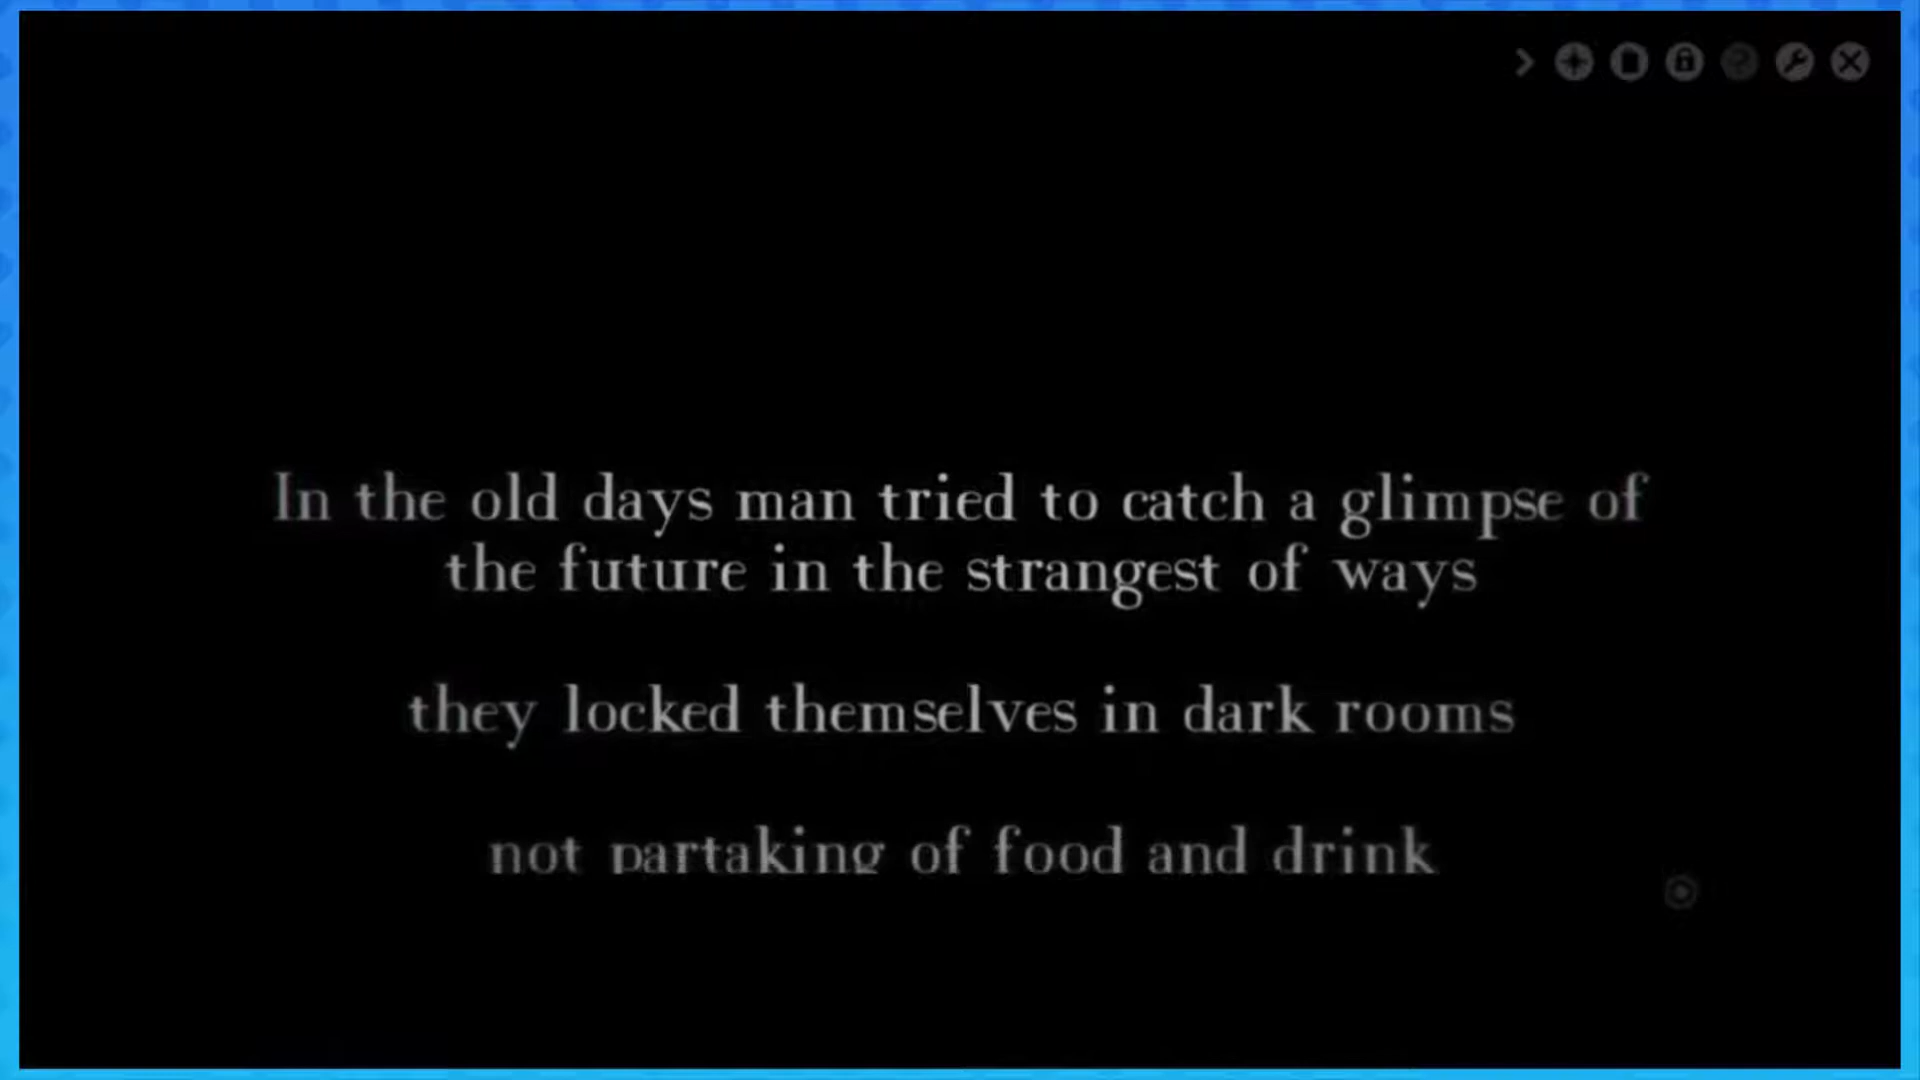 In the old days man tried to catch a glimpse of
the future in the strangest of ways
they locked themselves in dark rooms
not partaking of food and drink